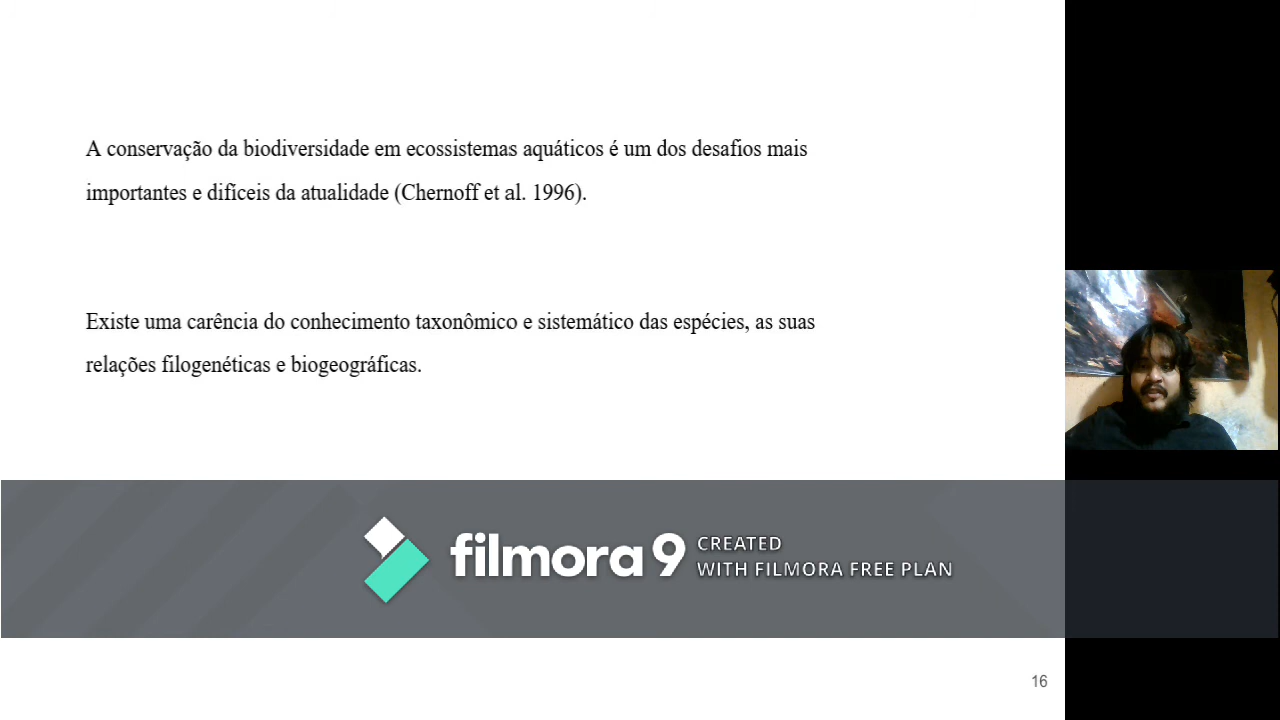 A conservação da biodiversidade em ecossistemas aquáticos é um dos desafios mais
importantes e difíceis da atualidade (Chernoff et al. 1996).
Existe uma carência do conhecimento taxonômico e sistemático das espécies, as suas
relações filogenéticas e biogeográficas.
filmora 9
CREATED
WITH FILMORA FREE PLAN
16